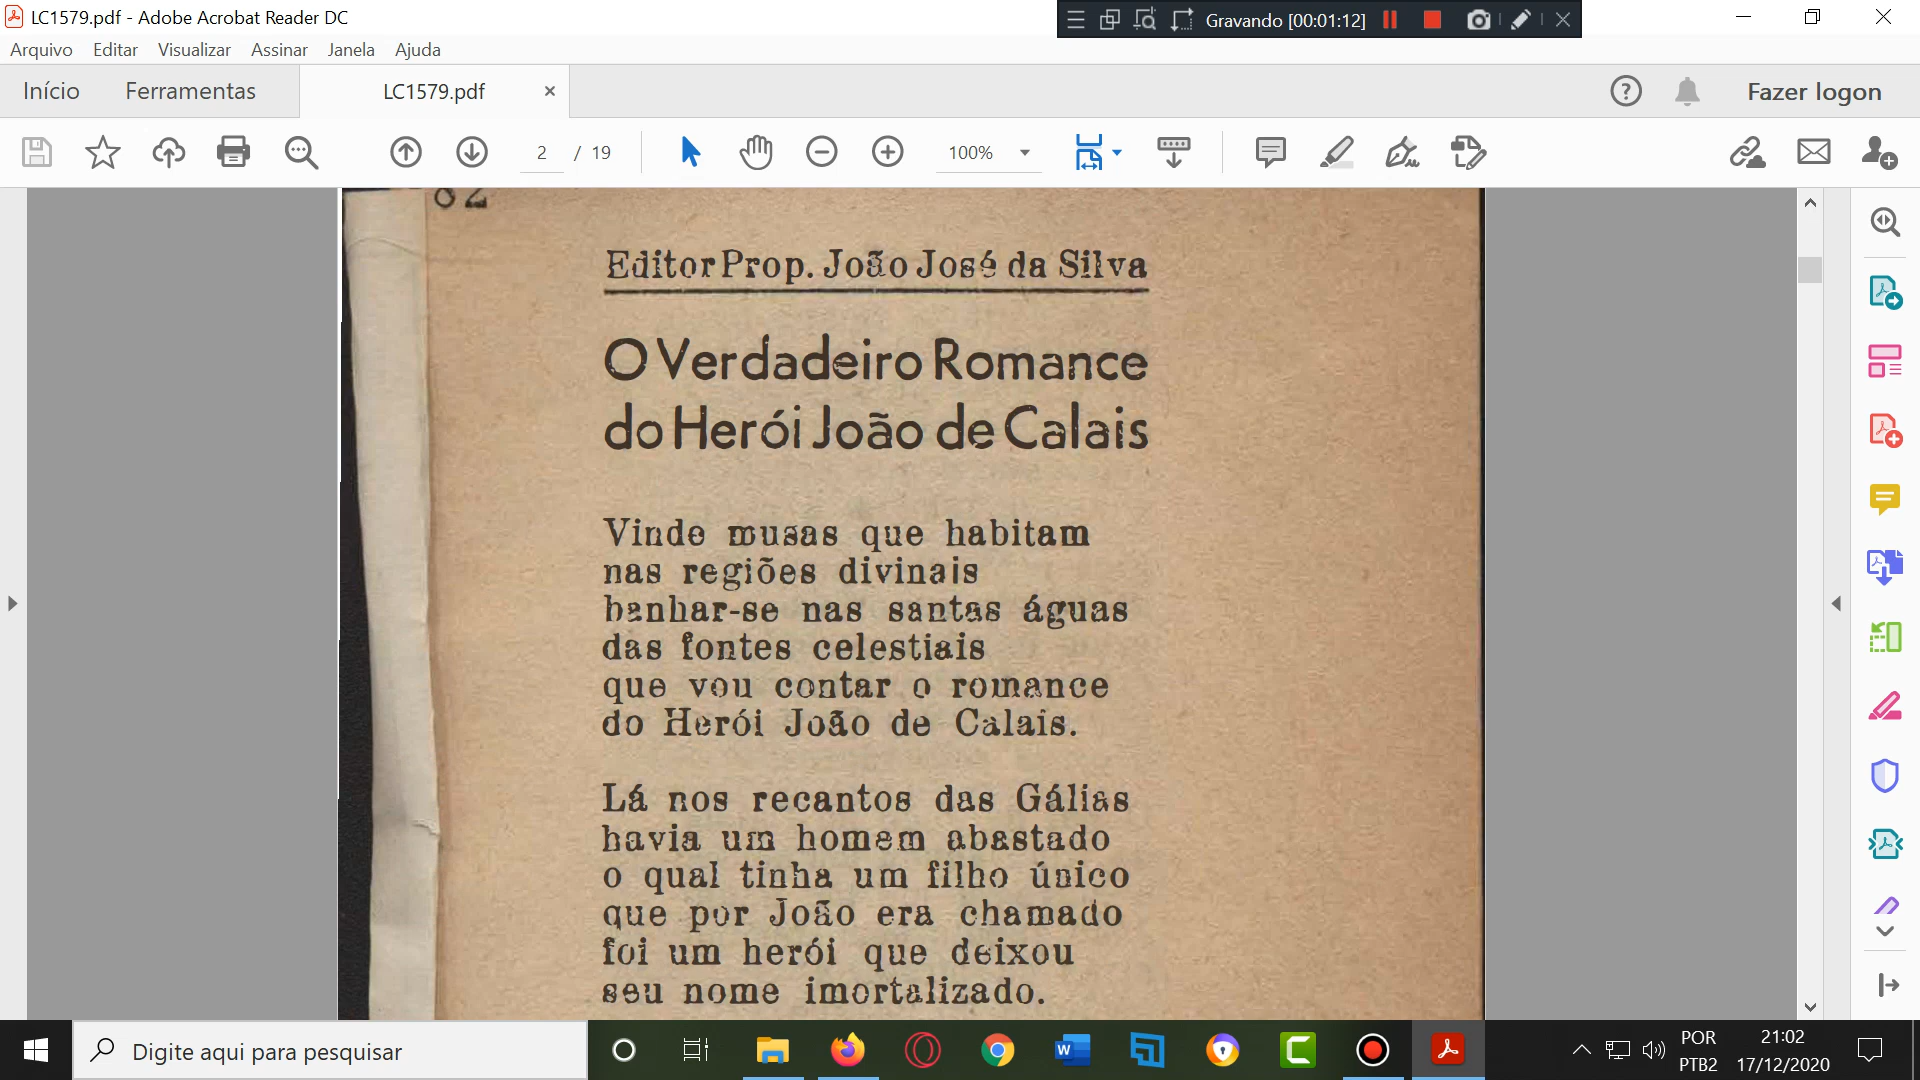 LC1579.pdf - Adobe Acrobat Reader DC
Gravando [00:01:12]
Arquivo Editar Visualizar Assinar Janela Ajuda
Início Ferramentas LC1579.pdf × Fazer logon
2 / 19 100%
82
Editor Prop. João José da Silva
O Verdadeiro Romance
do Herói João de Calais
Vinde musas que habitam
nas regiões divinais
banhar-se nas santas águas
das fontes celestiais
que vou contar o romance
do Herói João de Calais.
Lá nos recantos das Gálias
havia um homem abastado
o qual tinha um filho único
que por João era chamado
foi um herói que deixou
seu nome imortalizado.
Digite aqui para pesquisar
POR 21:02
PTB2 17/12/2020